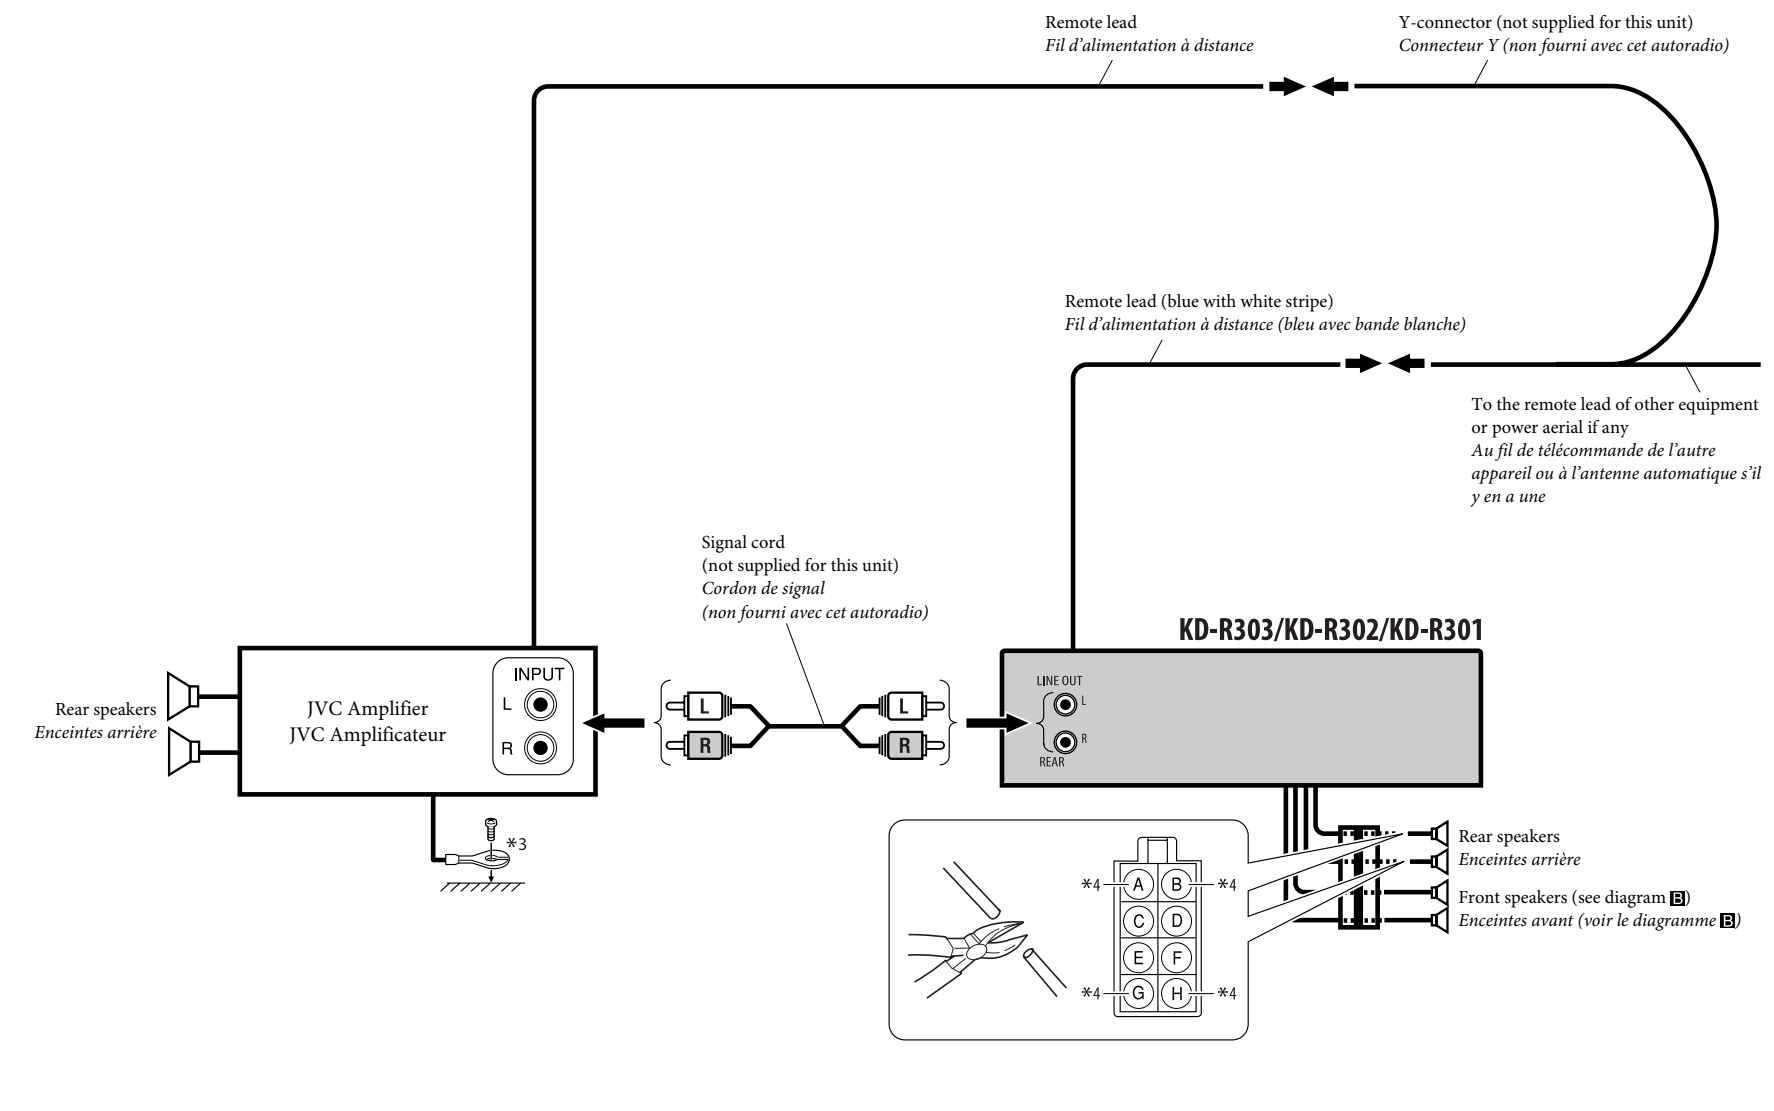 Remote lead
Fil d'alimentation à distance
Y-connector (not supplied for this unit)
Connecteur Y (non fourni avec cet autoradio)
Remote lead (blue with white stripe)
Fil d'alimentation à distance (bleu avec bande blanche)
To the remote lead of other equipment
or power aerial if any
Au fil de télécommande de l'autre
appareil ou à l'antenne automatique s'il
y en a une
Signal cord
(not supplied for this unit)
Cordon de signal
(non fourni avec cet autoradio)
KD-R303/KD-R302/KD-R301
Rear speakers
Enceintes arrière
JVC Amplifier
JVC Amplificateur
INPUT
L
R
L
R
L
R
LINE OUT
L
R
REAR
*3
Rear speakers
Enceintes arrière
Front speakers (see diagram B)
Enceintes avant (voir le diagramme B)
*4 A B *4
C D
E F
*4 G H *4